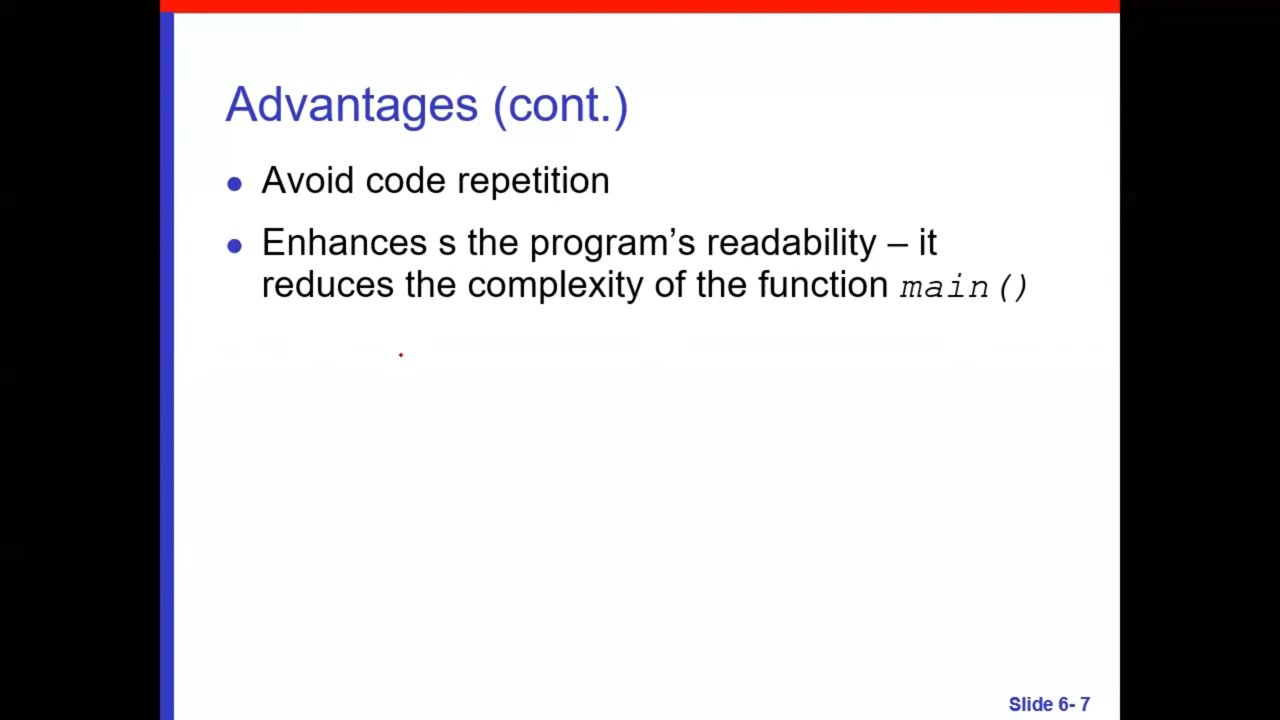 Advantages (cont.)
● Avoid code repetition
● Enhances s the program’s readability – it
reduces the complexity of the function main()
Slide 6- 7